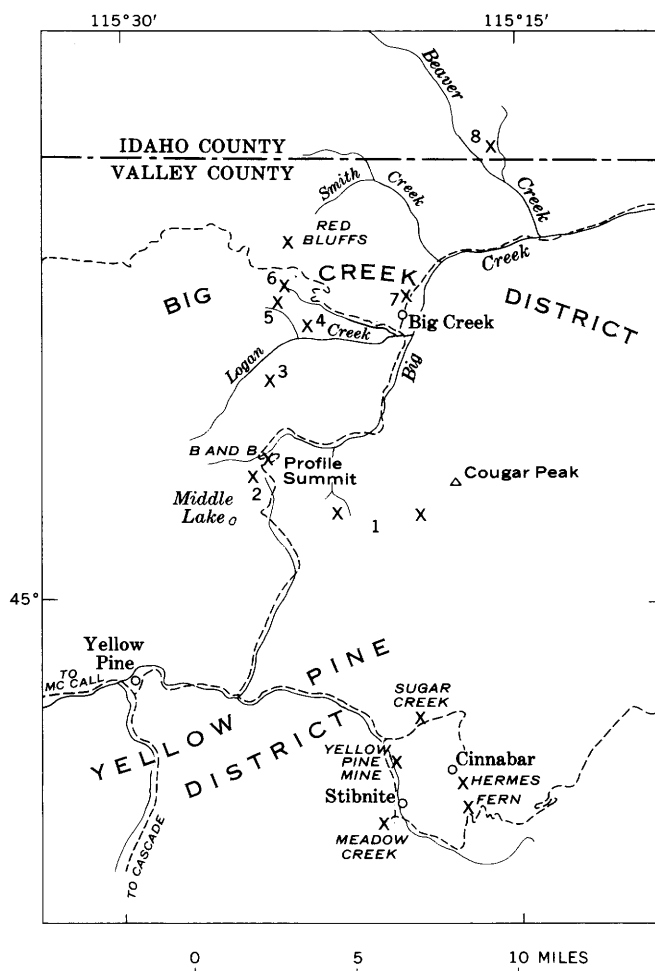 115°30'
115°15'
Beaver
8
IDAHO COUNTY
VALLEY COUNTY
Creek
Smith
Creek
RED
BLUFFS
Creek
6
CREEK
7
BIG
DISTRICT
5
4
Creek
Big Creek
Logan
Big
3
B AND B
Profile
Summit
Cougar Peak
2
Middle
Lake
1
45°
Yellow
Pine
TO
MC CALL
PINE
SUGAR
CREEK
YELLOW
DISTRICT
YELLOW
PINE
MINE
Cinnabar
HERMES
Stibnite
FERN
MEADOW
CREEK
TO CASCADE
0 5 10 MILES